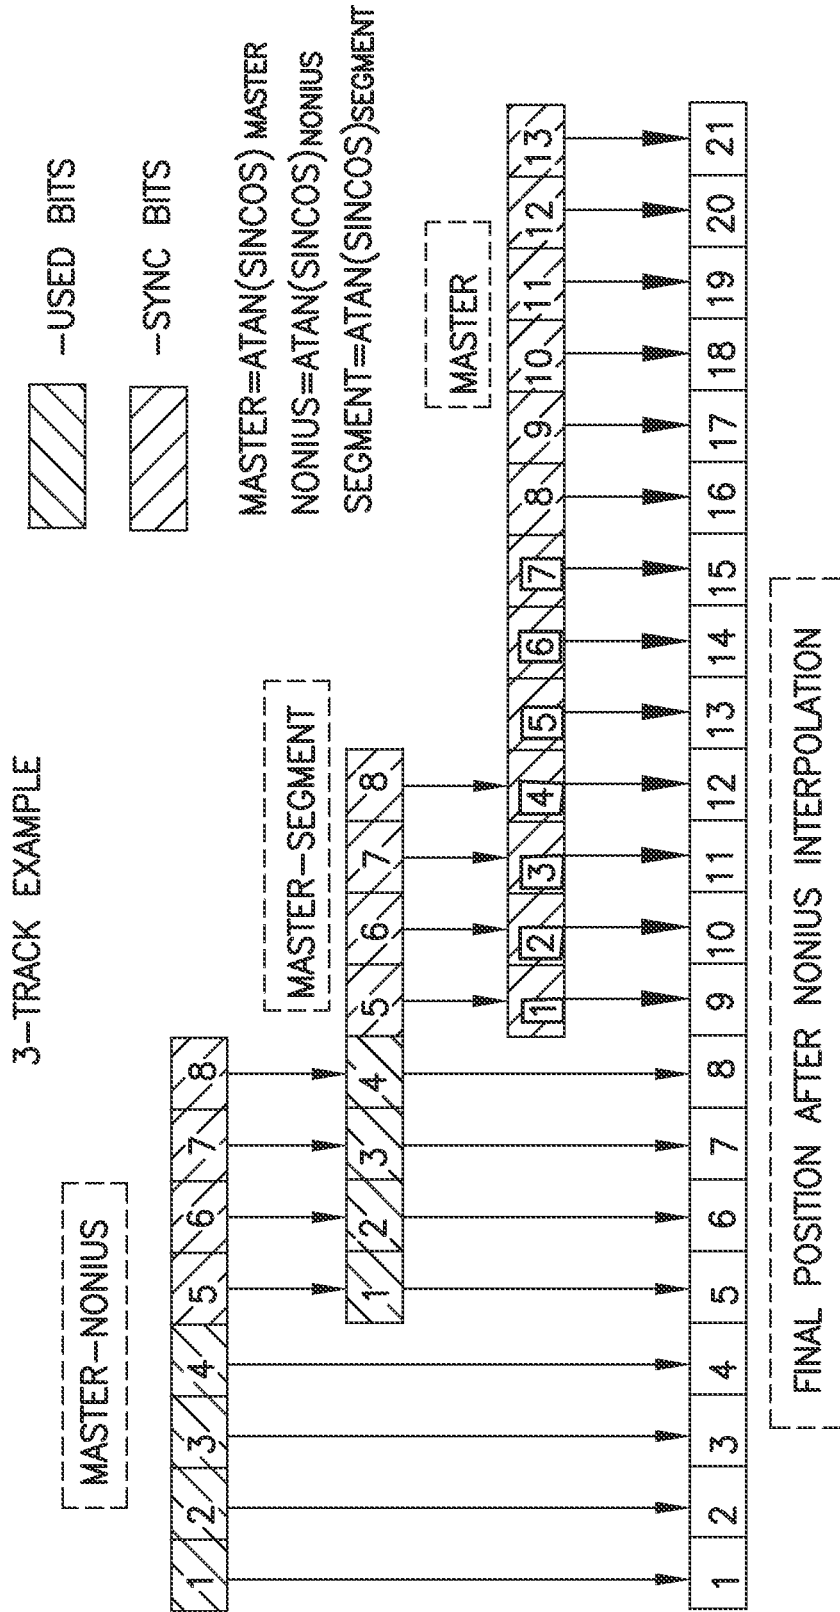 3-TRACK EXAMPLE
-USED BITS
-SYNC BITS
MASTER=ATAN(SINCOS)MASTER
NONIUS=ATAN(SINCOS)NONIUS
SEGMENT=ATAN(SINCOS)SEGMENT
MASTER-NONIUS
1 2 3 4 5 6 7 8
MASTER-SEGMENT
1 2 3 4 5 6 7 8
MASTER
1 2 3 4 5 6 7 8 9 10 11 12 13
1 2 3 4 5 6 7 8 9 10 11 12 13 14 15 16 17 18 19 20 21
FINAL POSITION AFTER NONIUS INTERPOLATION